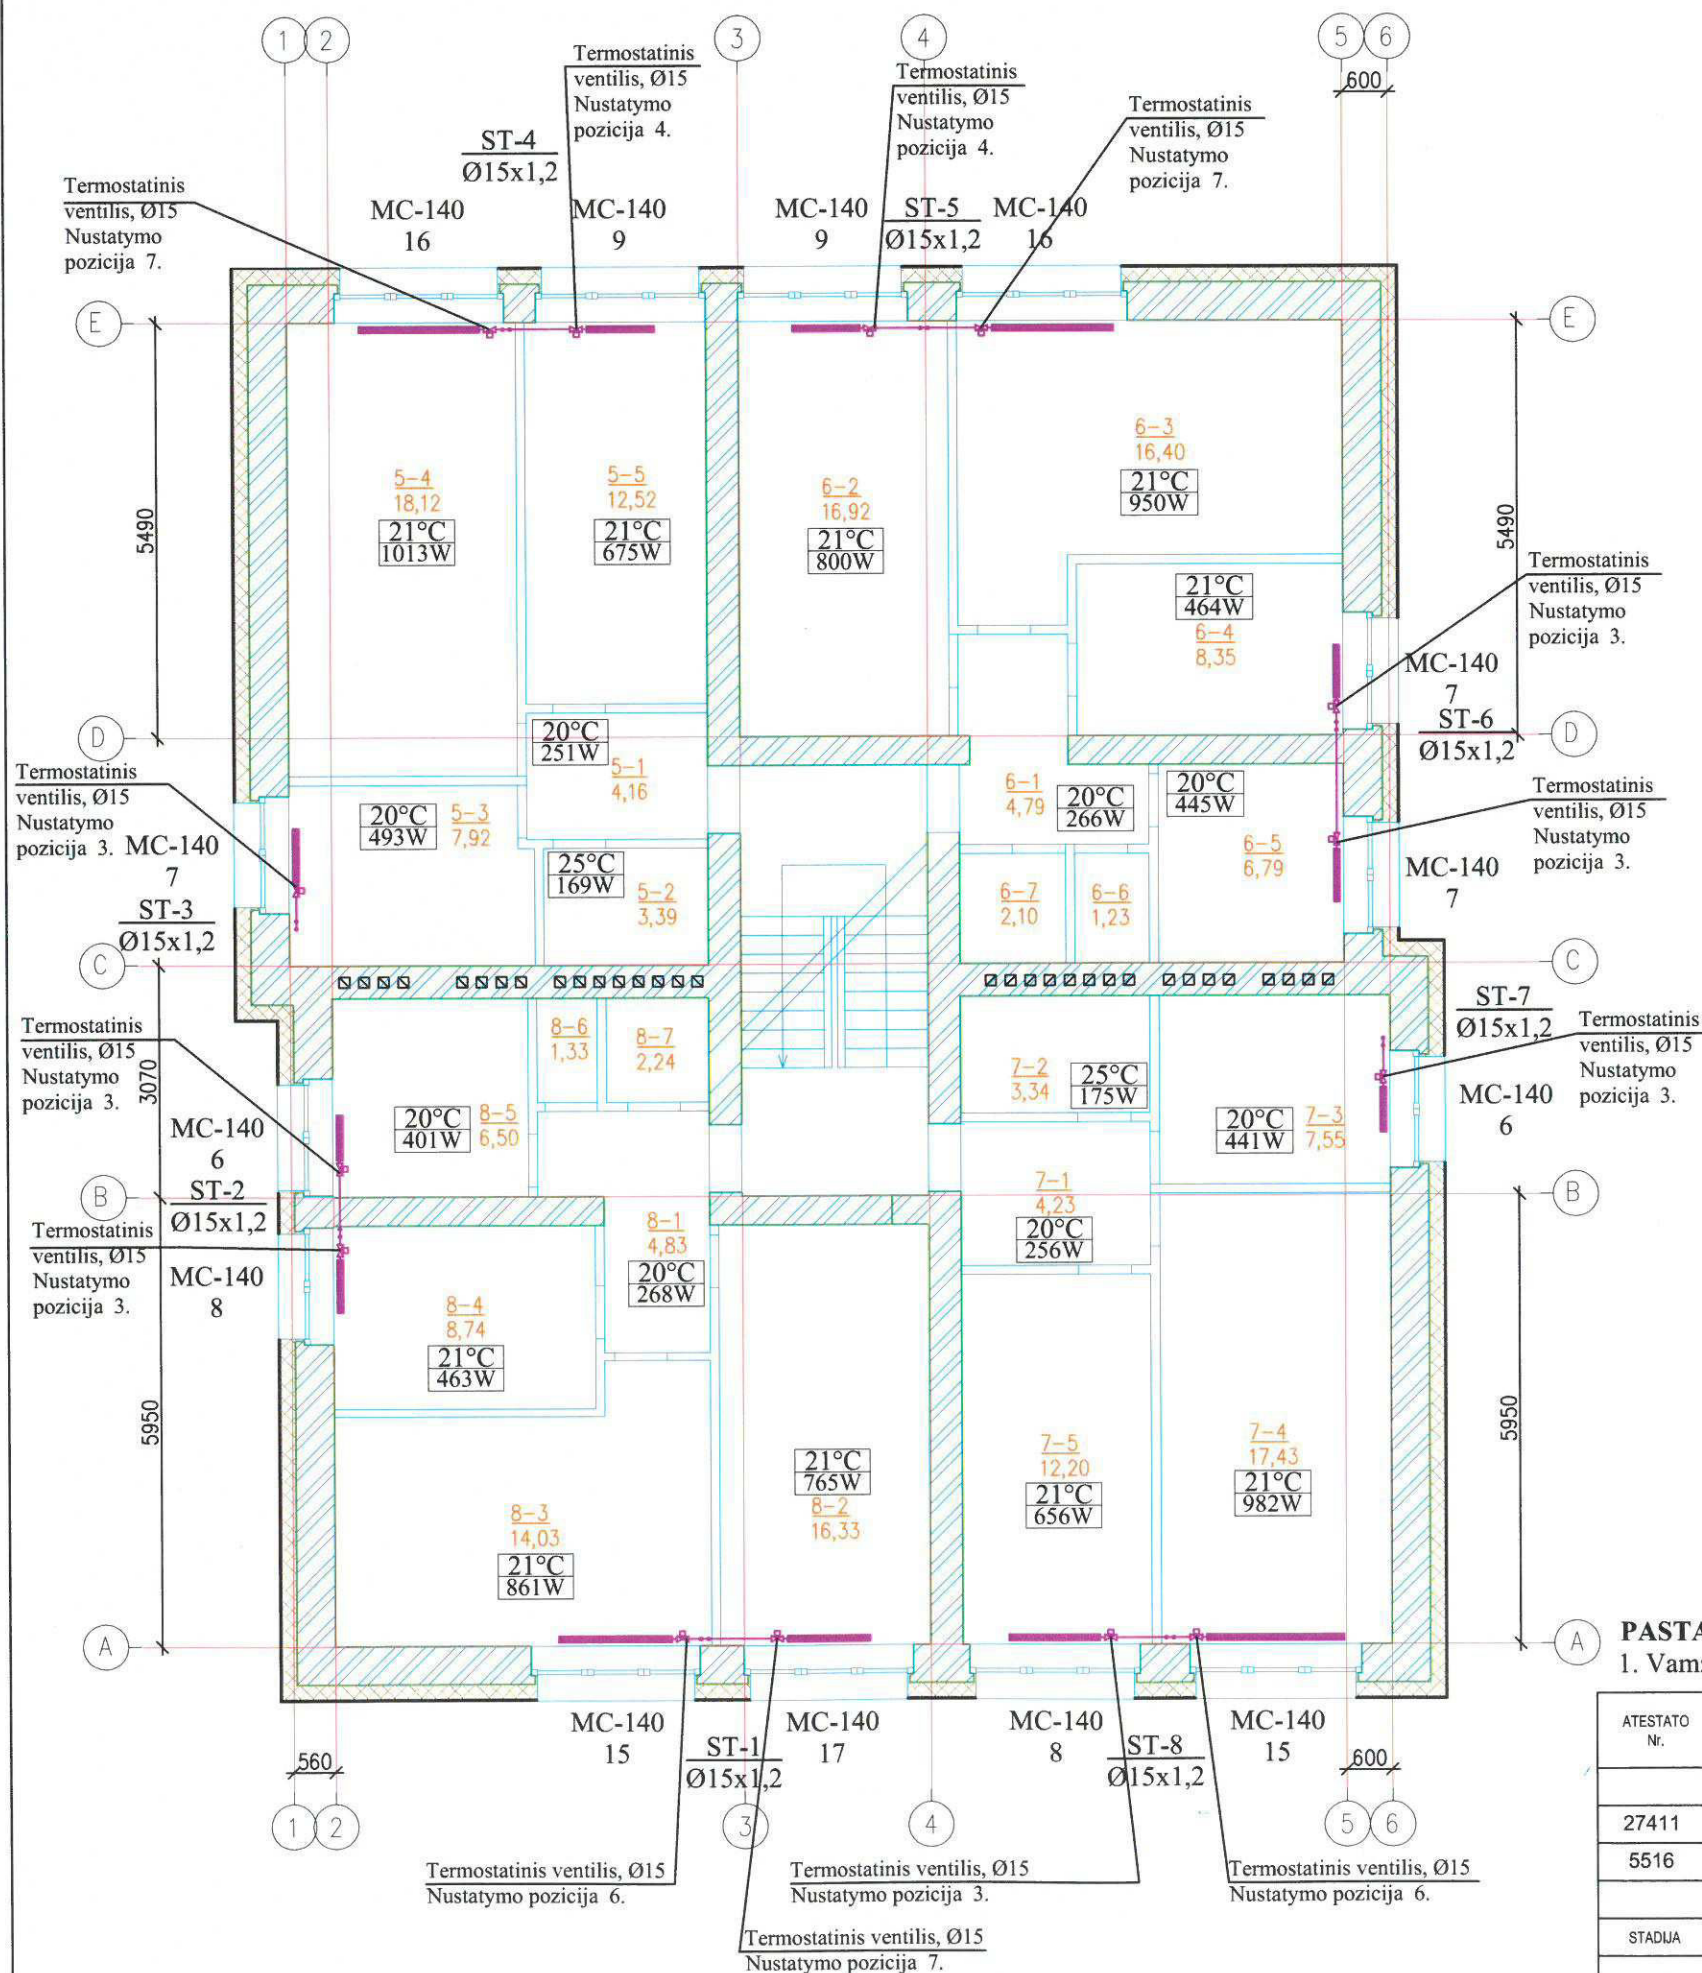 1
2
3
4
5
6
600
Termostatinis
ventilis, Ø15
Nustatymo
pozicija 4.
Termostatinis
ventilis, Ø15
Nustatymo
pozicija 4.
Termostatinis
ventilis, Ø15
Nustatymo
pozicija 7.
ST-4
Ø15x1,2
Termostatinis
ventilis, Ø15
Nustatymo
pozicija 7.
MC-140
16
MC-140
9
MC-140
9
ST-5
Ø15x1,2
MC-140
16
E
E
5490
5490
5-4
18,12
21°C
1013W
5-5
12,52
21°C
675W
6-2
16,92
21°C
800W
6-3
16,40
21°C
950W
21°C
464W
6-4
8,35
Termostatinis
ventilis, Ø15
Nustatymo
pozicija 3.
MC-140
7
ST-6
Ø15x1,2
D
D
20°C
251W
5-1
4,16
Termostatinis
ventilis, Ø15
Nustatymo
pozicija 3.
MC-140
7
ST-3
Ø15x1,2
20°C
493W
5-3
7,92
25°C
169W
5-2
3,39
6-1
4,79
20°C
266W
20°C
445W
6-5
6,79
6-7
2,10
6-6
1,23
Termostatinis
ventilis, Ø15
Nustatymo
pozicija 3.
MC-140
7
C
C
ST-7
Ø15x1,2
Termostatinis
ventilis, Ø15
Nustatymo
pozicija 3.
MC-140
6
Termostatinis
ventilis, Ø15
Nustatymo
pozicija 3.
3070
MC-140
6
ST-2
Ø15x1,2
8-6
1,33
8-7
2,24
20°C
401W
8-5
6,50
7-2
3,34
25°C
175W
20°C
441W
7-3
7,55
B
B
Termostatinis
ventilis, Ø15
Nustatymo
pozicija 3.
MC-140
8
8-1
4,83
20°C
268W
7-1
4,23
20°C
256W
8-4
8,74
21°C
463W
5950
5950
21°C
765W
8-2
16,33
7-5
12,20
21°C
656W
7-4
17,43
21°C
982W
8-3
14,03
21°C
861W
A
A
MC-140
15
ST-1
Ø15x1,2
MC-140
17
MC-140
8
ST-8
Ø15x1,2
MC-140
15
560
600
1
2
3
4
5
6
Termostatinis ventilis, Ø15
Nustatymo pozicija 6.
Termostatinis ventilis, Ø15
Nustatymo pozicija 3.
Termostatinis ventilis, Ø15
Nustatymo pozicija 6.
Termostatinis ventilis, Ø15
Nustatymo pozicija 7.
1.
ATESTATO
Nr.
27411
5516
STADIJA